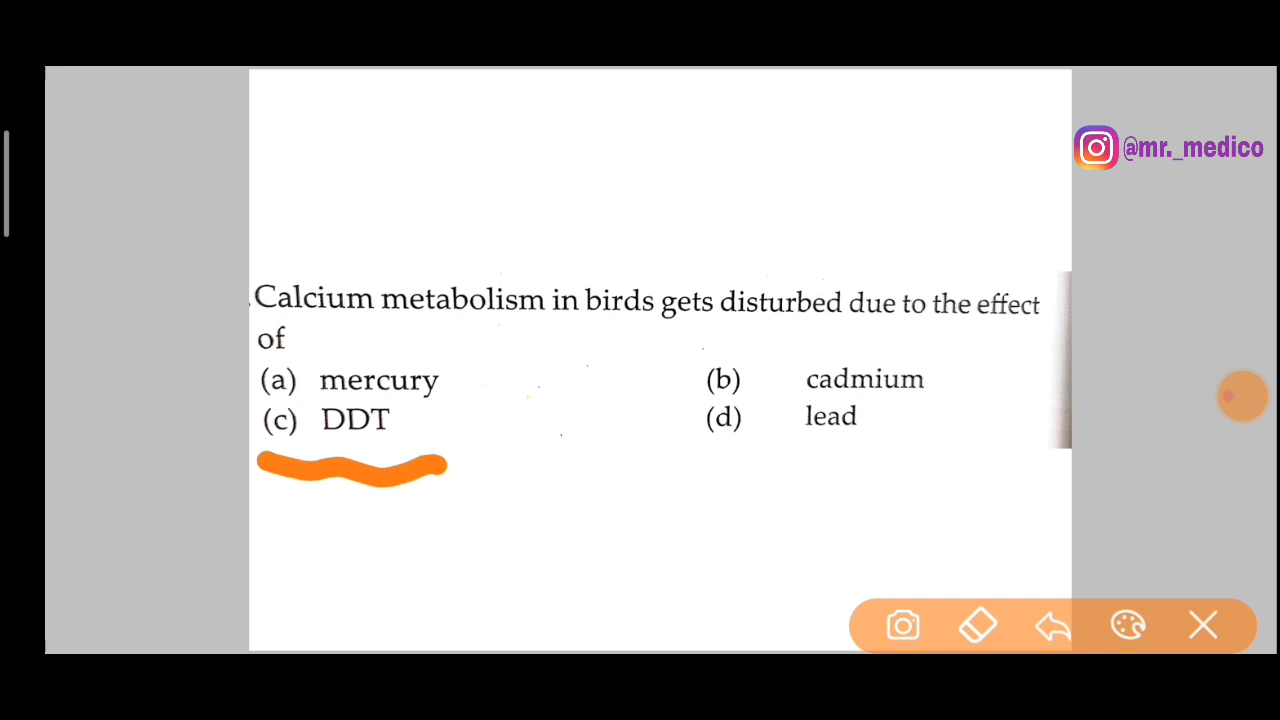 @mr._medico
Calcium metabolism in birds gets disturbed due to the effect
of
(a) mercury (b) cadmium
(c) DDT (d) lead